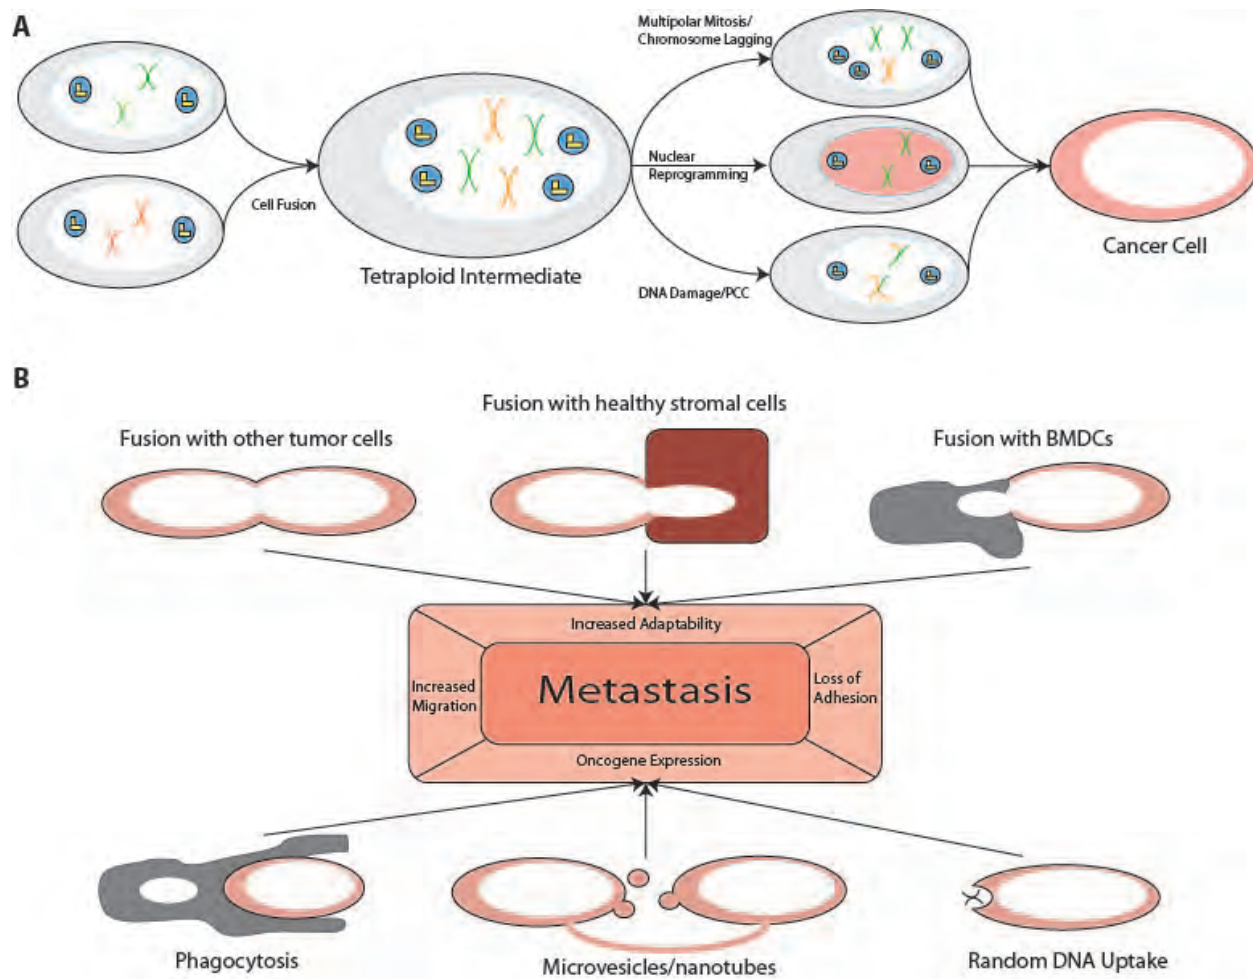 A
Multipolar Mitosis/
Chromosome Lagging
Cell Fusion
Nuclear
Reprogramming
Tetraploid Intermediate
DNA Damage/PCC
Cancer Cell
B
Fusion with other tumor cells
Fusion with healthy stromal cells
Fusion with BMDCs
Increased Adaptability
Increased
Migration
Metastasis
Loss of
Adhesion
Oncogene Expression
Phagocytosis
Microvesicles/nanotubes
Random DNA Uptake